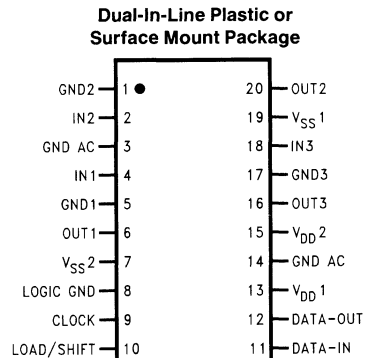 Dual-In-Line Plastic or
Surface Mount Package
GND2 1 20 OUT2
IN2 2 19 VSS1
GND AC 3 18 IN3
IN1 4 17 GND3
GND1 5 16 OUT3
OUT1 6 15 VDD2
VSS2 7 14 GND AC
LOGIC GND 8 13 VDD1
CLOCK 9 12 DATA-OUT
LOAD/SHIFT 10 11 DATA-IN